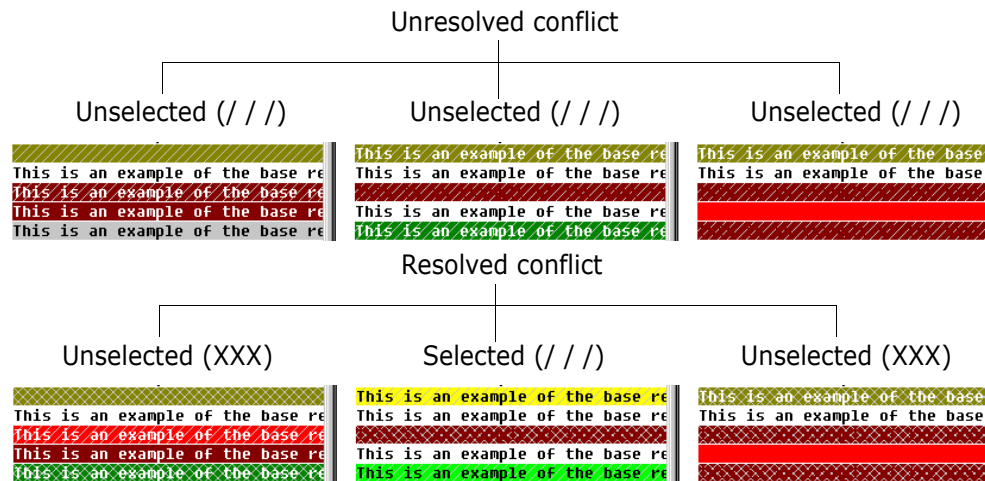 Unresolved conflict
Unselected (/ / /)
Unselected (/ / /)
Unselected (/ / /)
This is an example of the base re
This is an example of the base re
This is an example of the base re
This is an example of the base re
This is an example of the base re
This is an example of the base re
This is an example of the base re
This is an example of the base re
This is an example of the base
This is an example of the base
Resolved conflict
Unselected (XXX)
Selected (/ / /)
Unselected (XXX)
This is an example of the base re
This is an example of the base re
This is an example of the base re
This is an example of the base re
This is an example of the base re
This is an example of the base re
This is an example of the base re
This is an example of the base re
This is an example of the base
This is an example of the base